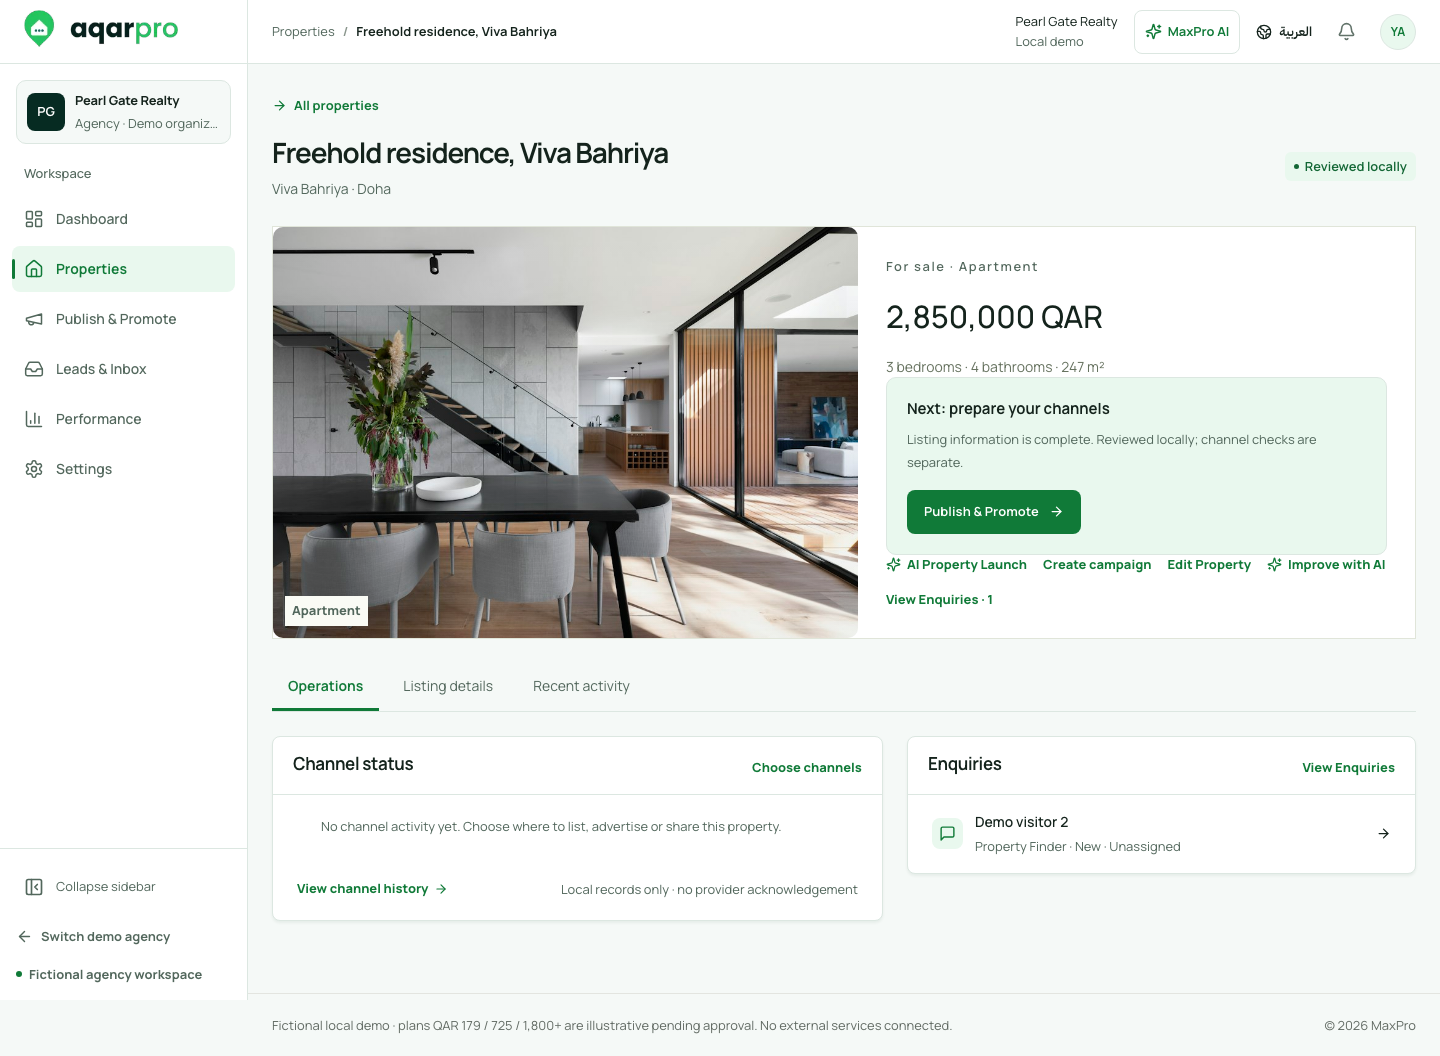 aqarpro
Properties / Freehold residence, Viva Bahriya
Pearl Gate Realty
Local demo
MaxPro AI
العربية
YA
PG
Pearl Gate Realty
Agency · Demo organiz...
Workspace
Dashboard
Properties
Publish & Promote
Leads & Inbox
Performance
Settings
Collapse sidebar
Switch demo agency
Fictional agency workspace
All properties
Freehold residence, Viva Bahriya
Viva Bahriya · Doha
Reviewed locally
Apartment
For sale · Apartment
2,850,000 QAR
3 bedrooms · 4 bathrooms · 247 m²
Next: prepare your channels
Listing information is complete. Reviewed locally; channel checks are
separate.
Publish & Promote
AI Property Launch Create campaign Edit Property Improve with AI
View Enquiries · 1
Operations Listing details Recent activity
Channel status
Choose channels
No channel activity yet. Choose where to list, advertise or share this property.
View channel history
Local records only · no provider acknowledgement
Enquiries
View Enquiries
Demo visitor 2
Property Finder · New · Unassigned
Fictional local demo · plans QAR 179 / 725 / 1,800+ are illustrative pending approval. No external services connected.
© 2026 MaxPro